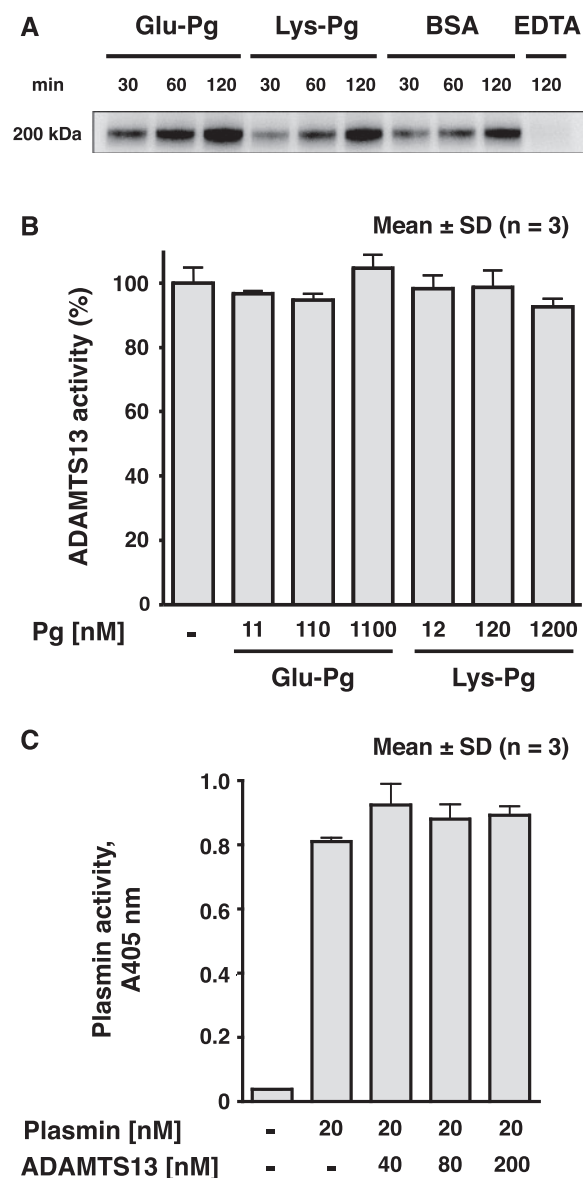 A
Glu-Pg Lys-Pg BSA EDTA
min 30 60 120 30 60 120 30 60 120 120
200 kDa
B
Mean ± SD (n = 3)
ADAMTS13 activity (%)
100
80
60
40
20
0
Pg [nM] - 11 110 1100 12 120 1200
Glu-Pg Lys-Pg
C
Mean ± SD (n = 3)
Plasmin activity,
A405 nm
1.0
0.8
0.6
0.4
0.2
0
Plasmin [nM] - 20 20 20 20
ADAMTS13 [nM] - - 40 80 200